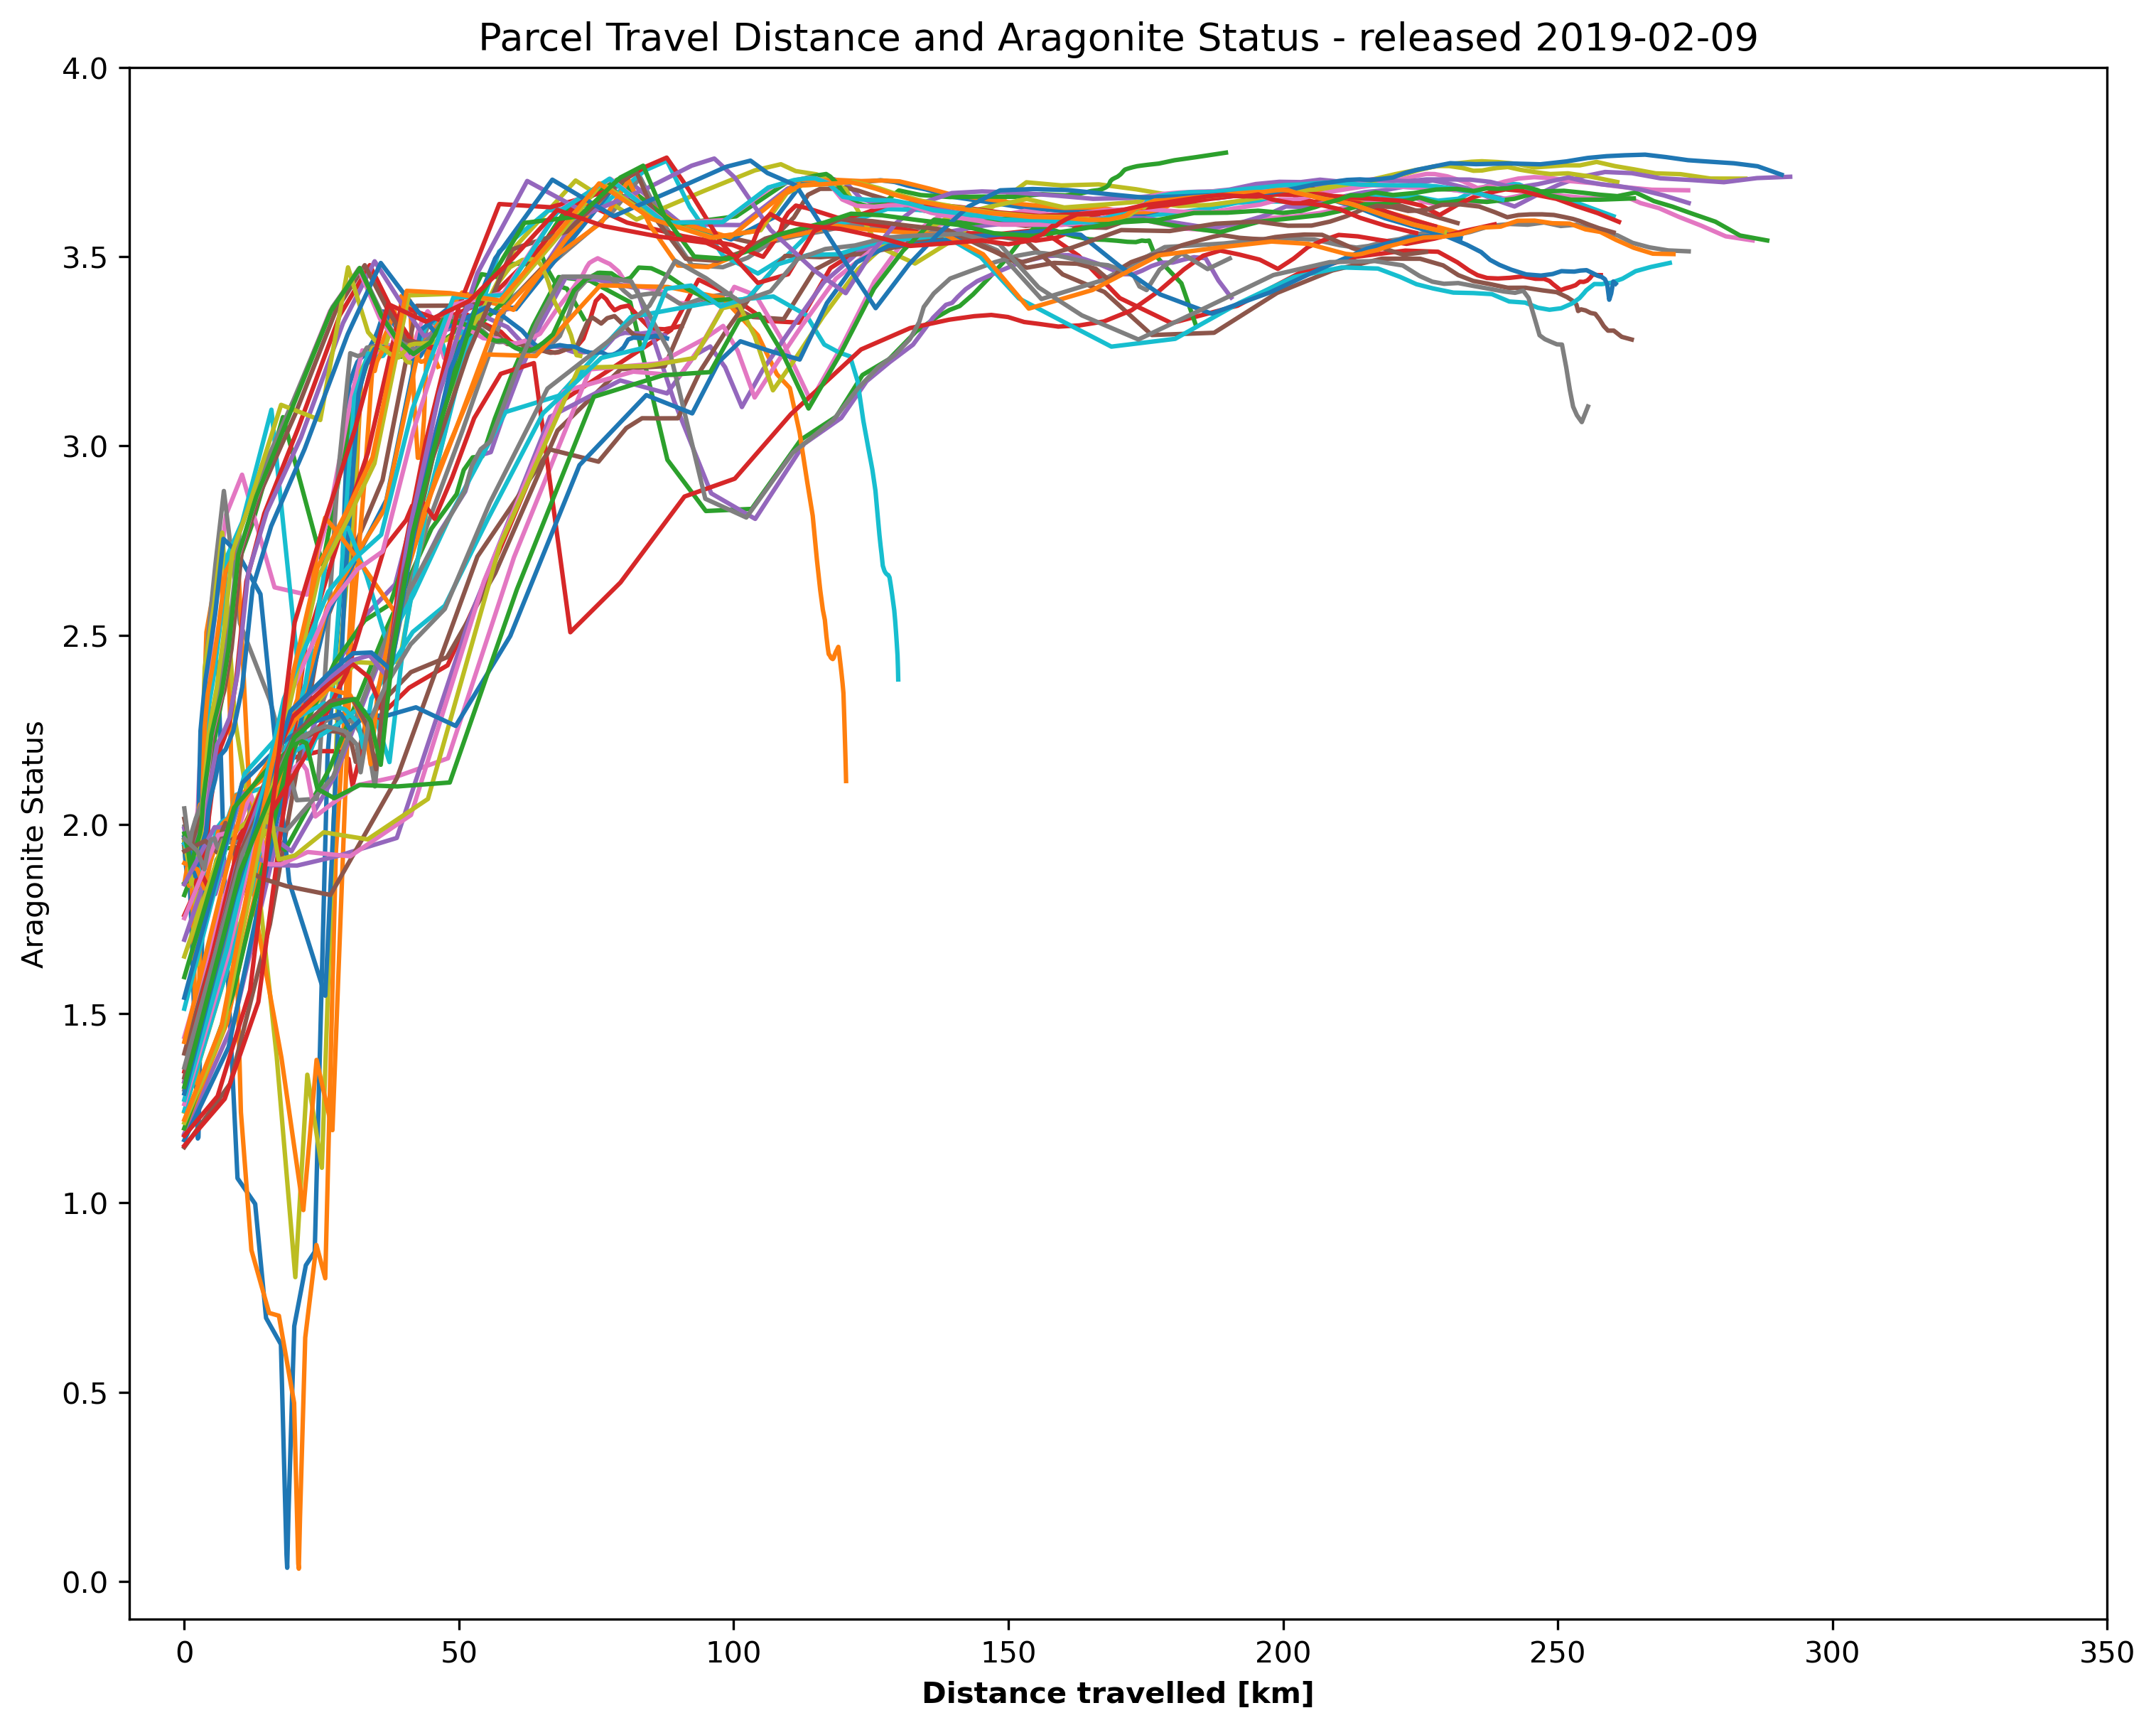 Parcel Travel Distance and Aragonite Status - released 2019-02-09
4.0
3.5
3.0
2.5
2.0
1.5
1.0
0.5
0.0
Aragonite Status
0 50 100 150 200 250 300 350
Distance travelled [km]